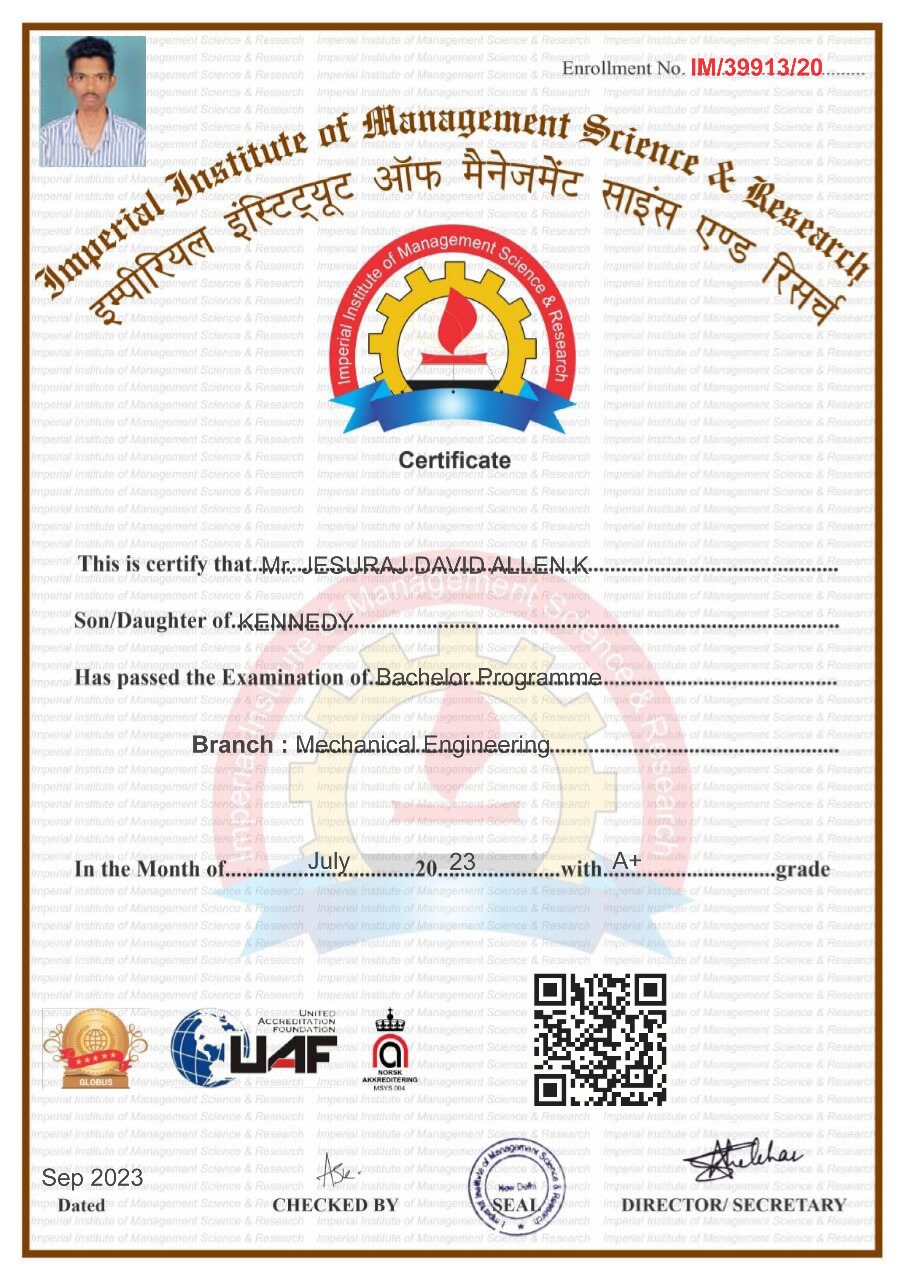 Enrollment No. IM/39913/20
Imperial Institute of Management Science & Research
इम्पीरियल इंस्टिट्यूट ऑफ मैनेजमेंट साइंस एण्ड रिसर्च
Imperial Institute of Management Science & Research
Certificate
This is certify that Mr. JESURAJ DAVID ALLEN.K
Son/Daughter of KENNEDY
Has passed the Examination of Bachelor Programme
Branch : Mechanical Engineering
In the Month of July 2023 with A+ grade
GLOBUS
UNITED
ACCREDITATION
FOUNDATION
UAF
NORSK
AKKREDITERING
MSYS 004
Sep 2023
Dated
CHECKED BY
Imperial Institute of Management Science & Research
New Delhi
SEAL
DIRECTOR/ SECRETARY